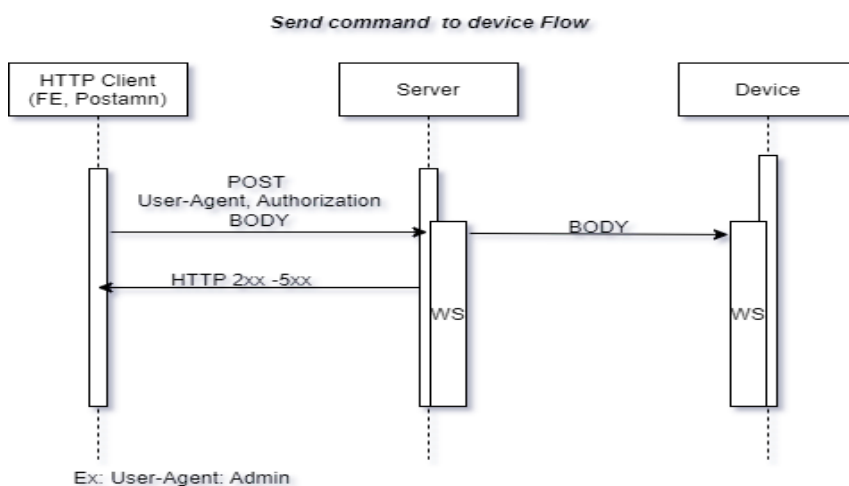 Send command to device Flow
HTTP Client
(FE, Postamn)
Server
Device
POST
User-Agent, Authorization
BODY
BODY
HTTP 2xx -5xx
WS
WS
Ex: User-Agent: Admin